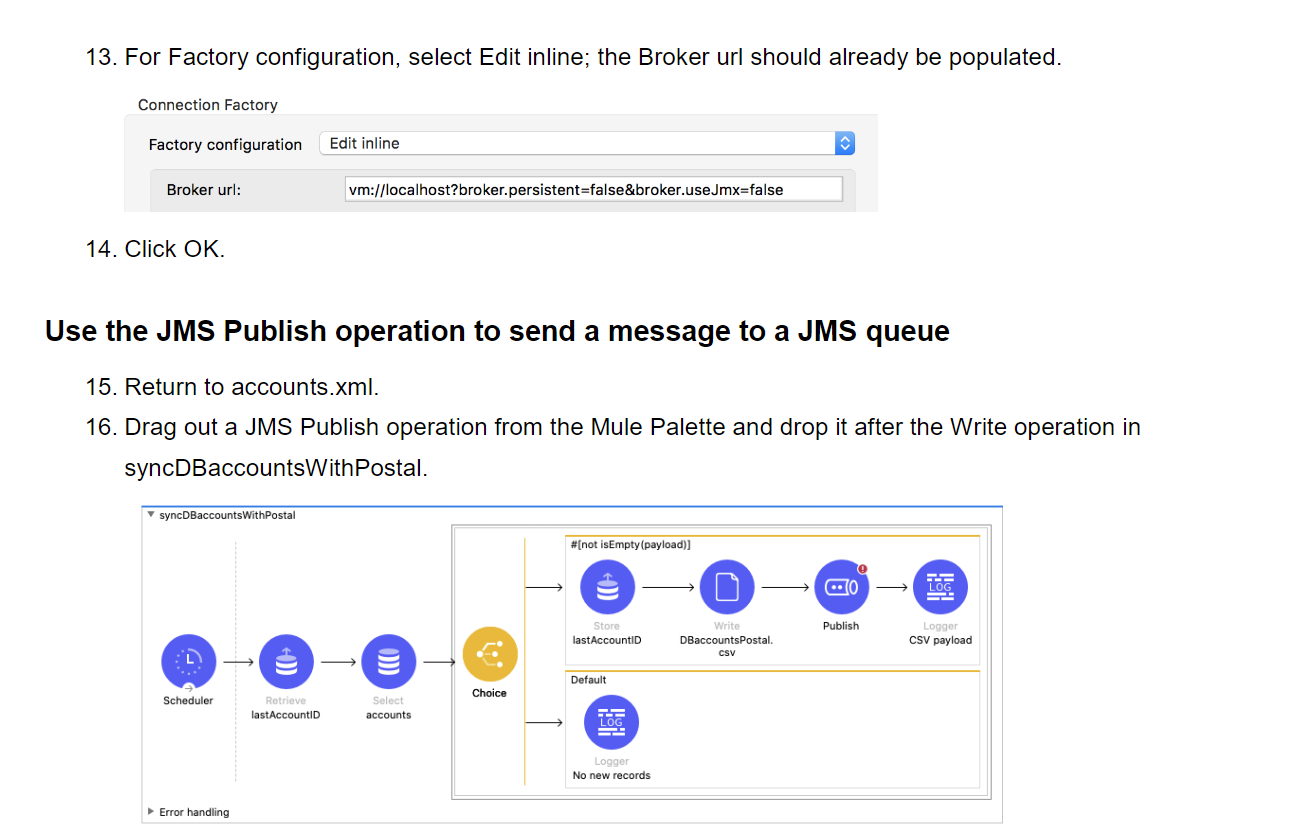 13. For Factory configuration, select Edit inline; the Broker url should already be populated.
Connection Factory
Factory configuration
Edit inline
Broker url:
vm://localhost?broker.persistent=false&broker.useJmx=false
14. Click OK.
Use the JMS Publish operation to send a message to a JMS queue
15. Return to accounts.xml.
16. Drag out a JMS Publish operation from the Mule Palette and drop it after the Write operation in
syncDBaccountsWithPostal.
syncDBaccountsWithPostal
#[not isEmpty(payload)]
LOG
Store
lastAccountID
Write
DBaccountsPostal.
csv
Publish
Logger
CSV payload
Scheduler
Retrieve
lastAccountID
Select
accounts
Choice
Default
LOG
Logger
No new records
Error handling